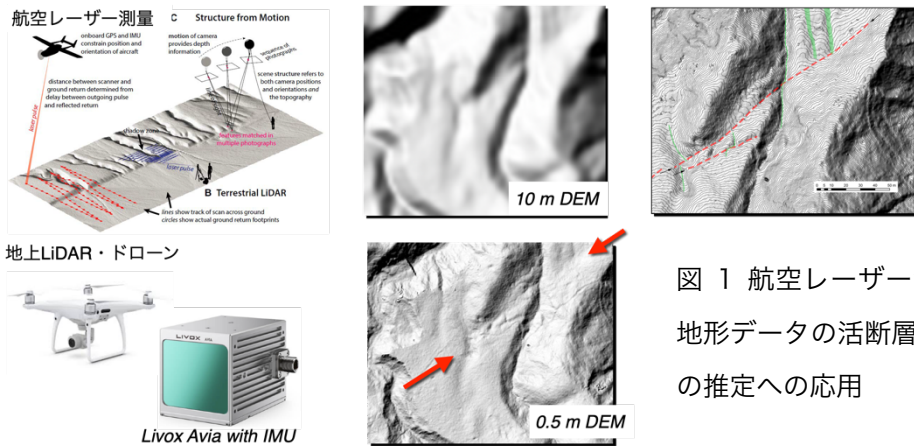 航空レーザー測量
C Structure from Motion
onboard GPS and IMU
constrain position and
orientation of aircraft
motion of camera
provides depth
information
sequence of
photographs
distance between scanner and
ground return determined from
delay between outgoing pulse
and reflected return
scene structure refers to
both camera positions
and orientations and
the topography
laser pulse
shadow zone
features matched in
multiple photographs
laser pulse
B Terrestrial LiDAR
lines show track of scan across ground
circles show actual ground return footprints
地上LiDAR・ドローン
LIVOX
Livox Avia with IMU
10 m DEM
0.5 m DEM
図 1 航空レーザー
地形データの活断層
の推定への応用